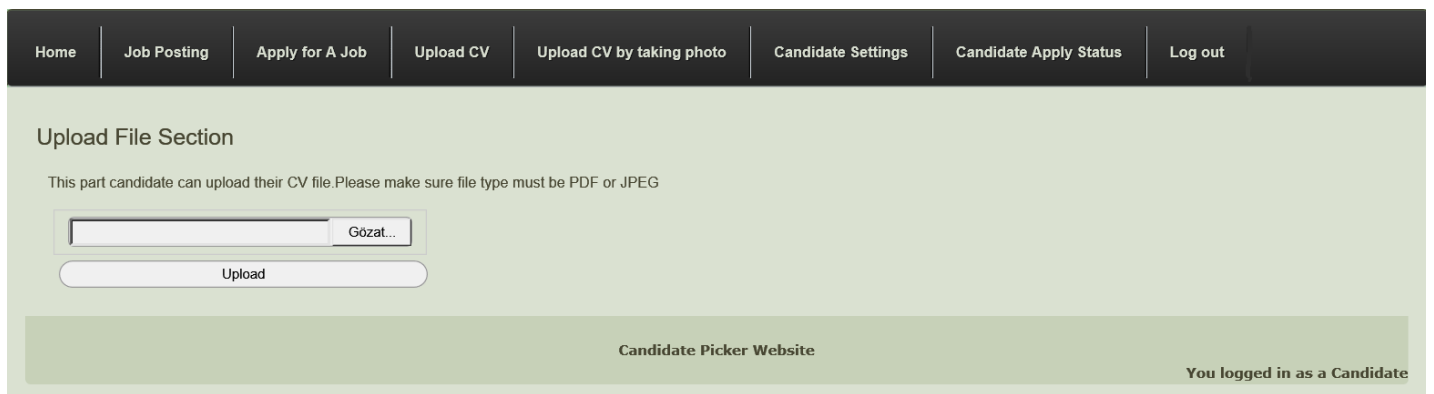 Home Job Posting Apply for A Job Upload CV Upload CV by taking photo Candidate Settings Candidate Apply Status Log out
Upload File Section
This part candidate can upload their CV file.Please make sure file type must be PDF or JPEG
Gözat...
Upload
Candidate Picker Website
You logged in as a Candidate